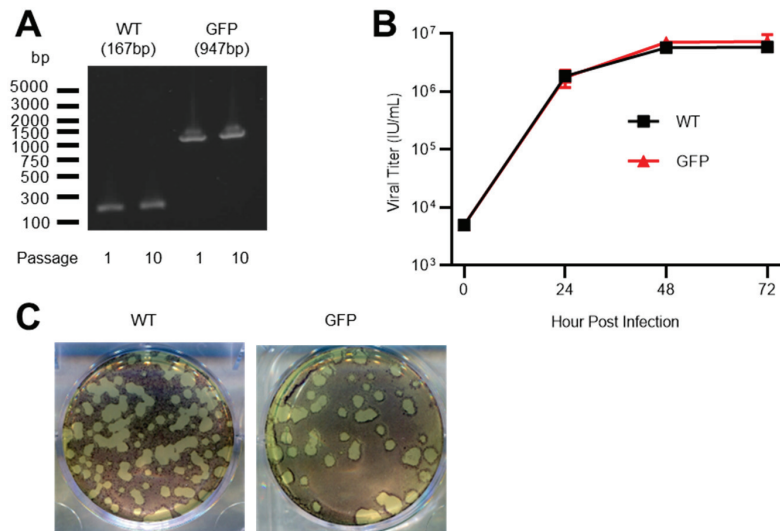 A
WT
(167bp)
GFP
(947bp)
bp
5000
3000
2000
1500
1000
750
500
300
100
Passage
1
10
1
10
B
10⁷
10⁶
10⁵
10⁴
10³
Viral Titer (IU/mL)
WT
GFP
0
24
48
72
Hour Post Infection
C
WT
GFP